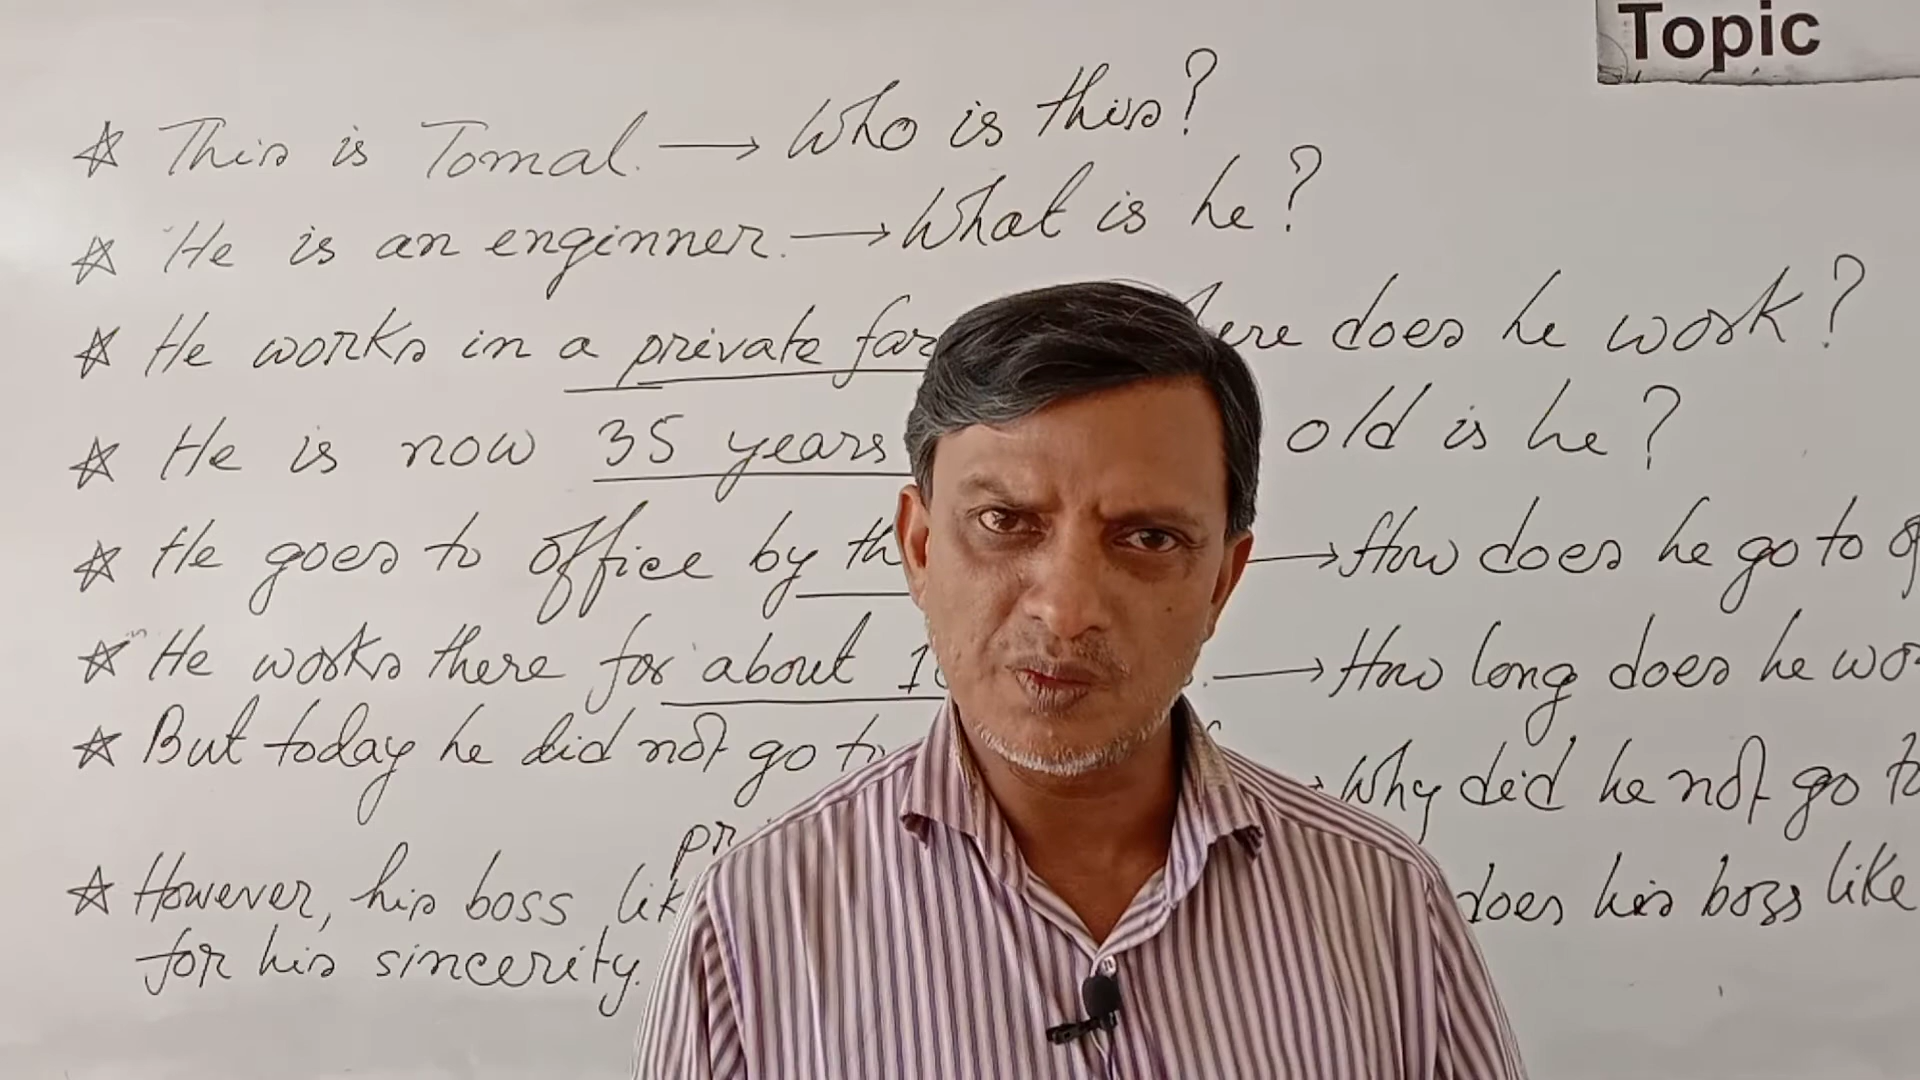 Topic
This is Tomal. → Who is this?
He is an enginner. → What is he?
He works in a private does he work?
He is now 35 years old is he?
He goes to office by → How does he go to
He works there for about → How long does he
But today he did not go Why did he not go to
However, his boss does his boss like
for his sincerity.